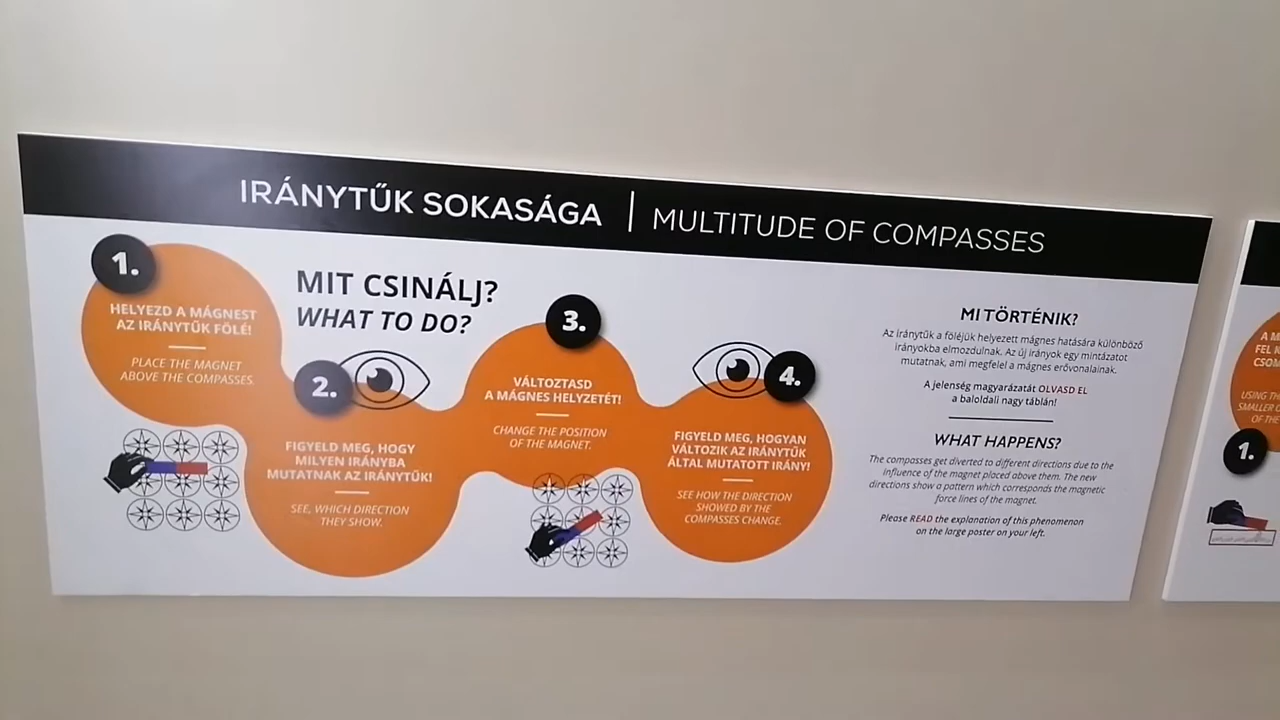 IRÁNYTŰK SOKASÁGA | MULTITUDE OF COMPASSES
MIT CSINÁLJ?
WHAT TO DO?
1.
HELYEZD A MÁGNEST
AZ IRÁNYTŰK FÖLÉ!
PLACE THE MAGNET
ABOVE THE COMPASSES.
2.
FIGYELD MEG, HOGY
MILYEN IRÁNYBA
MUTATNAK AZ IRÁNYTŰK!
SEE, WHICH DIRECTION
THEY SHOW.
3.
VÁLTOZTASD
A MÁGNES HELYZETÉT!
CHANGE THE POSITION
OF THE MAGNET.
4.
FIGYELD MEG, HOGYAN
VÁLTOZIK AZ IRÁNYTŰK
ÁLTAL MUTATOTT IRÁNY!
SEE HOW THE DIRECTION
SHOWED BY THE
COMPASSES CHANGE.
MI TÖRTÉNIK?
Az iránytűk a föléjük helyezett mágnes hatására különböző
irányokba elmozdulnak. Az új irányok egy mintázatot
mutatnak, ami megfelel a mágnes erővonalainak.
A jelenség magyarázatát OLVASD EL
a baloldali nagy táblán!
WHAT HAPPENS?
The compasses get diverted to different directions due to the
influence of the magnet placed above them. The new
directions show a pattern which corresponds the magnetic
force lines of the magnet.
Please READ the explanation of this phenomenon
on the large poster on your left.
A M
FEL K
CSOM
USING TH
SMALLER C
OF THE
1.